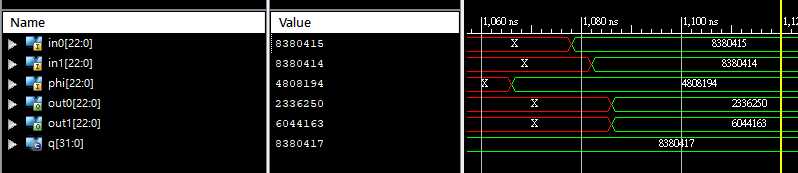 Name Value 1,060 ns 1,080 ns 1,100 ns 1,120
in0[22:0] 8380415 X 8380415
in1[22:0] 8380414 X 8380414
phi[22:0] 4808194 X 4808194
out0[22:0] 2336250 X 2336250
out1[22:0] 6044163 X 6044163
q[31:0] 8380417 8380417